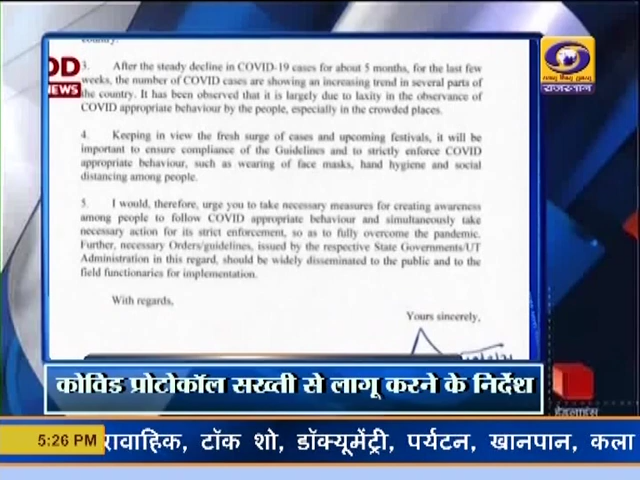 country.
3. After the steady decline in COVID-19 cases for about 5 months, for the last few
weeks, the number of COVID cases are showing an increasing trend in several parts of
the country. It has been observed that it is largely due to laxity in the observance of
COVID appropriate behaviour by the people, especially in the crowded places.
4. Keeping in view the fresh surge of cases and upcoming festivals, it will be
important to ensure compliance of the Guidelines and to strictly enforce COVID
appropriate behaviour, such as wearing of face masks, hand hygiene and social
distancing among people.
5. I would, therefore, urge you to take necessary measures for creating awareness
among people to follow COVID appropriate behaviour and simultaneously take
necessary action for its strict enforcement, so as to fully overcome the pandemic.
Further, necessary Orders/guidelines, issued by the respective State Governments/UT
Administration in this regard, should be widely disseminated to the public and to the
field functionaries for implementation.
With regards,
Yours sincerely,
DD
NEWS
राजस्थान
कोविड प्रोटोकॉल सख्ती से लागू करने के निर्देश
हेडलाइंस
5:26 PM रावाहिक, टॉक शो, डॉक्यूमेंट्री, पर्यटन, खानपान, कला